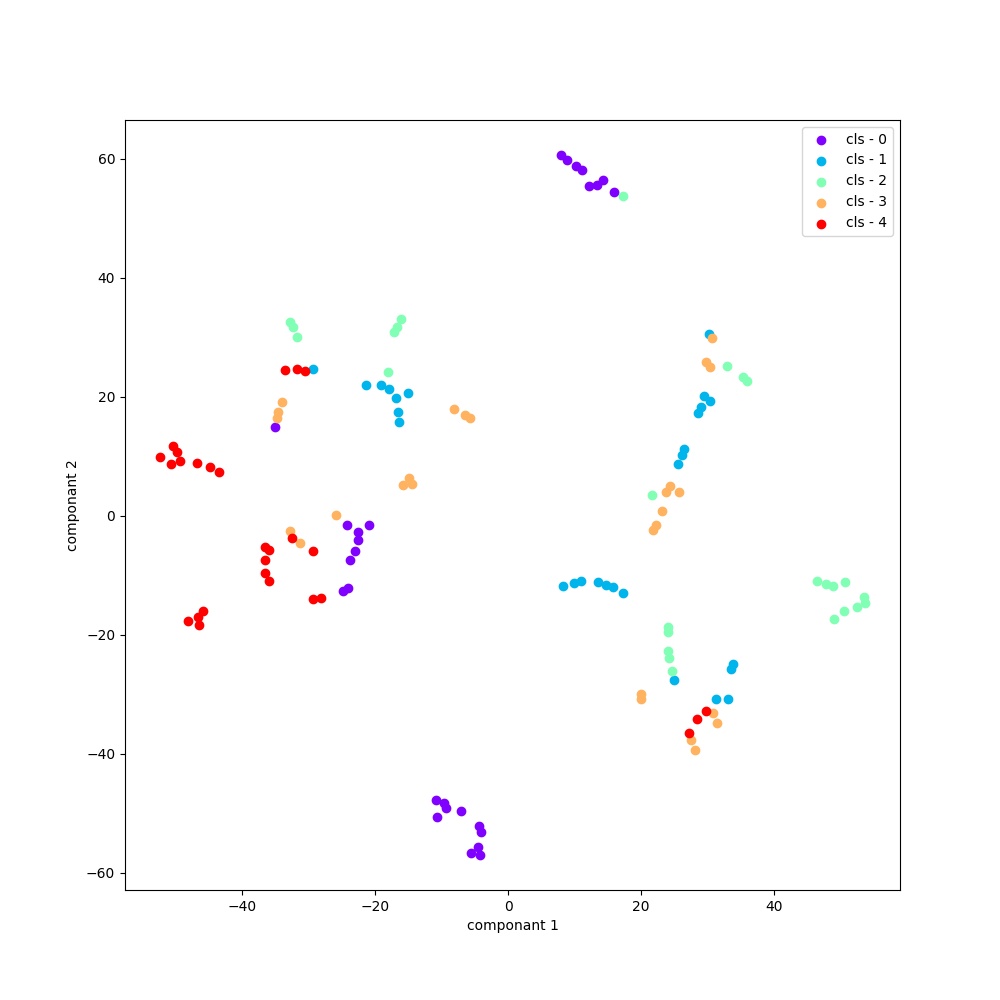 cls - 0
cls - 1
cls - 2
cls - 3
cls - 4
60
40
20
0
−20
−40
−60
componant 2
−40
−20
0
20
40
componant 1